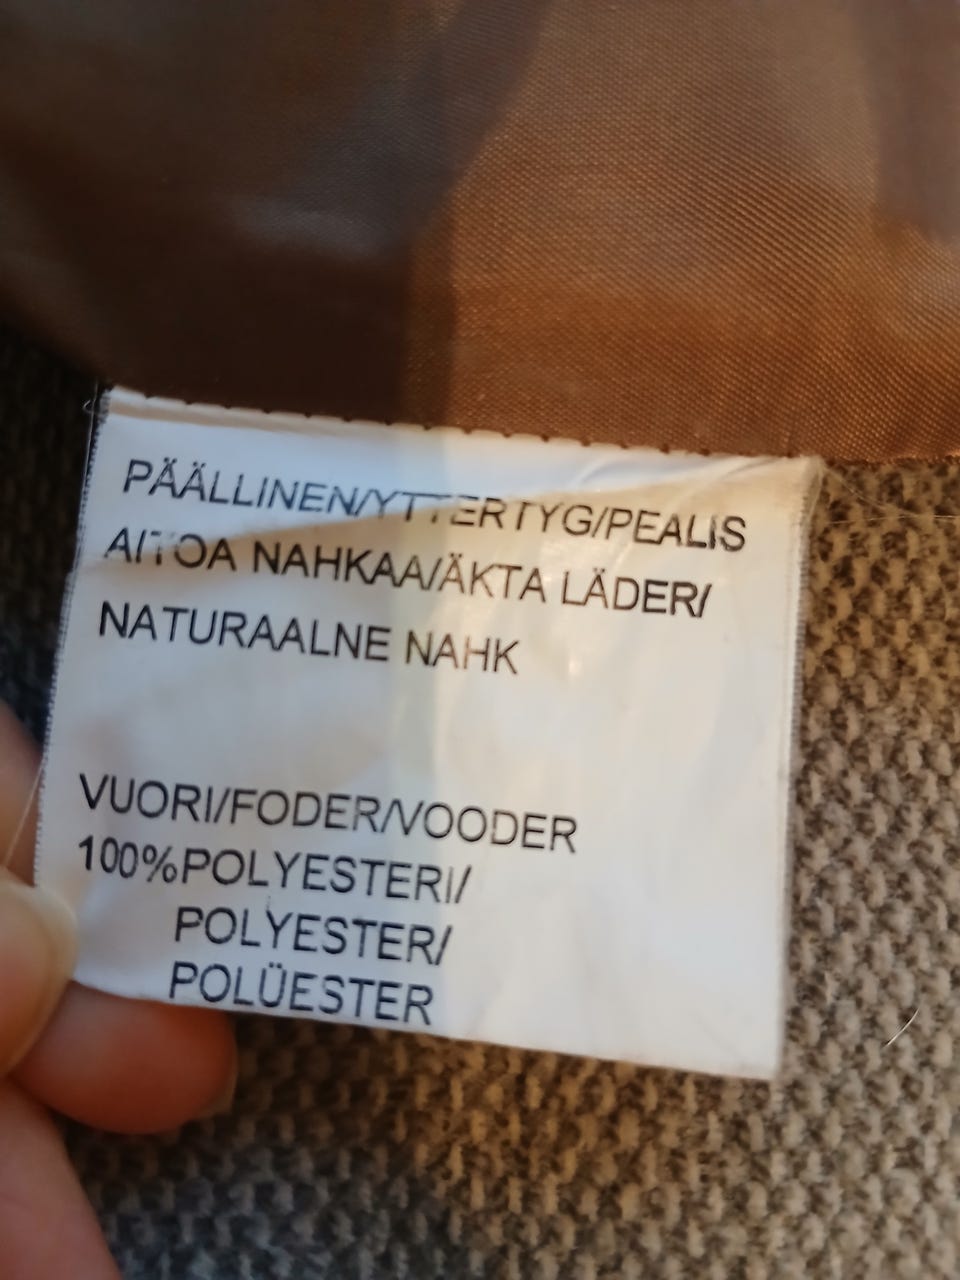 PÄÄLLINEN/YTTERTYG/PEALIS
AITOA NAHKAA/ÄKTA LÄDER/
NATURAALNE NAHK
VUORI/FODER/VOODER
100%POLYESTERI/
POLYESTER/
POLÜESTER